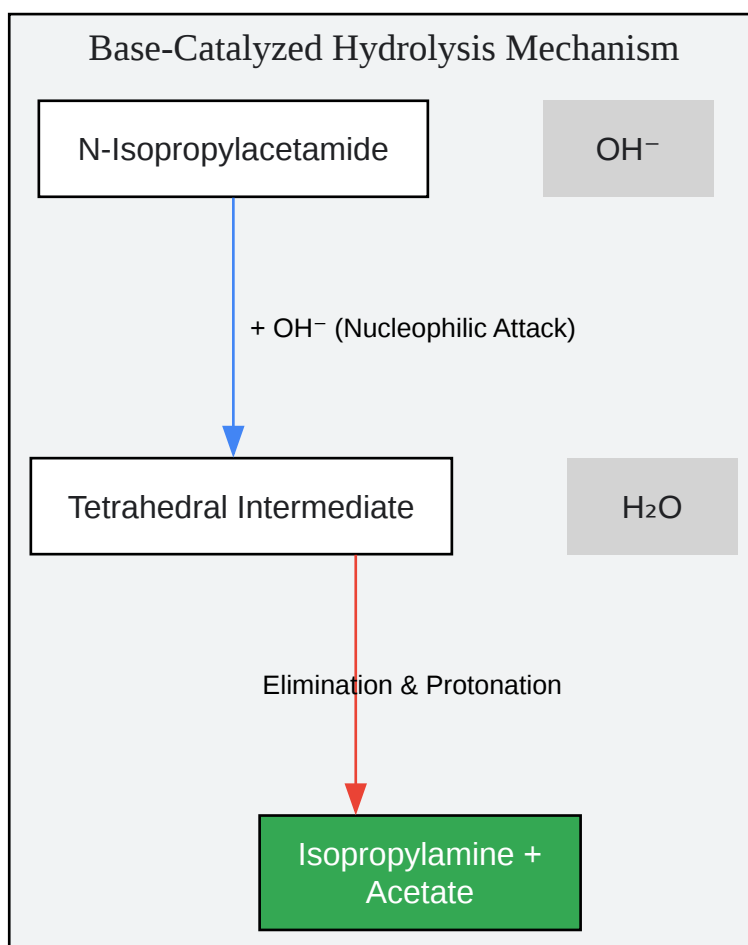 Base-Catalyzed Hydrolysis Mechanism
N-Isopropylacetamide
OH⁻
+ OH⁻ (Nucleophilic Attack)
Tetrahedral Intermediate
H₂O
Elimination & Protonation
Isopropylamine +
Acetate